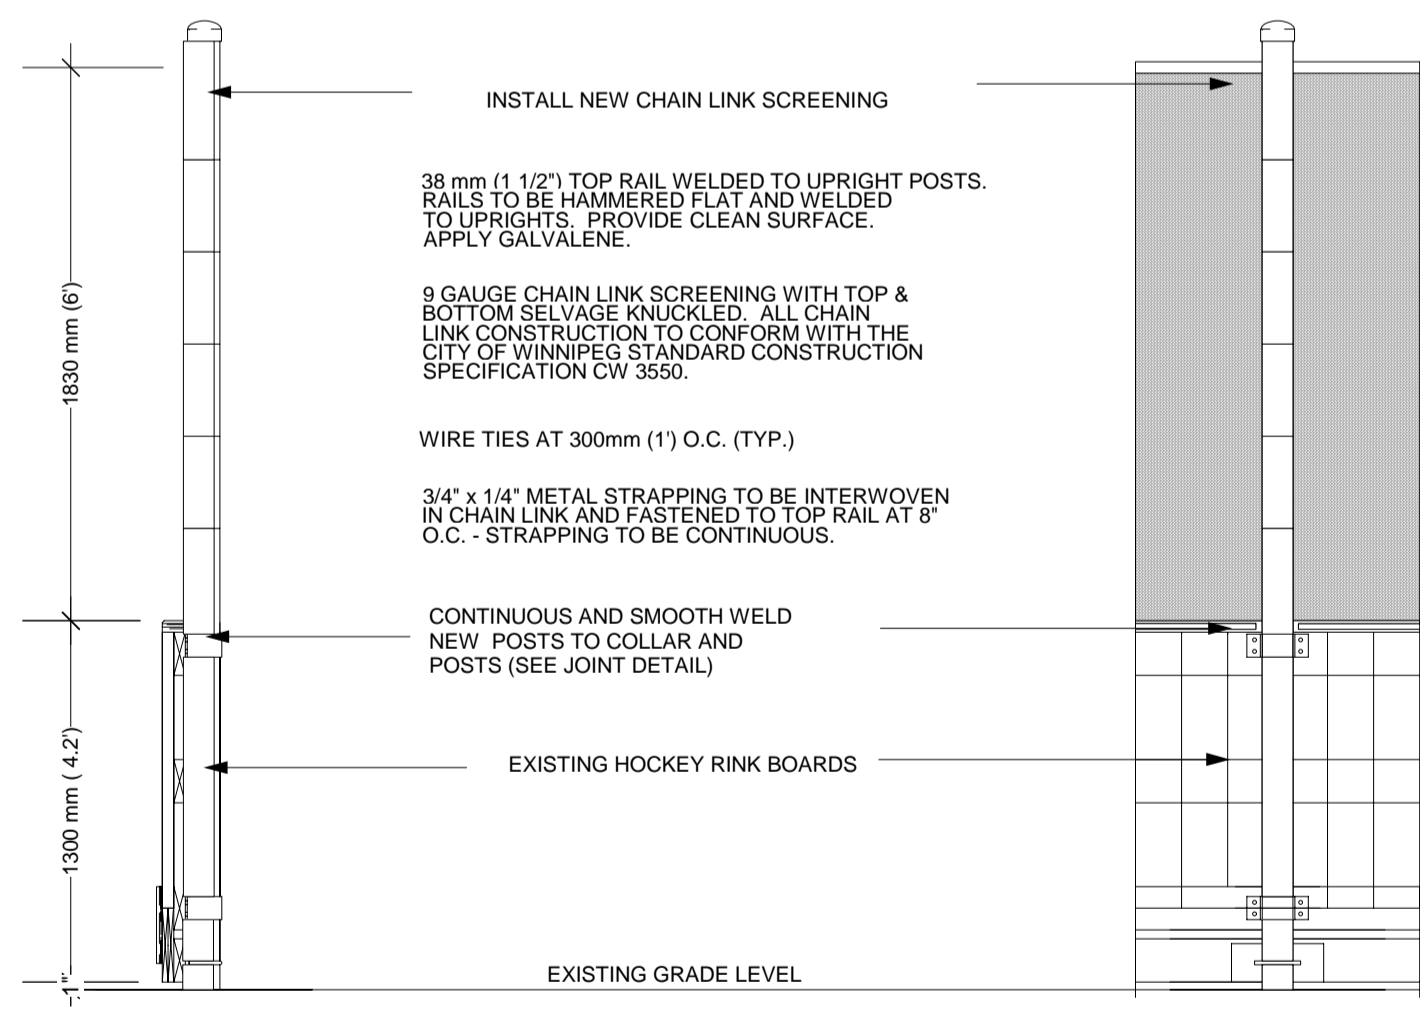 INSTALL NEW CHAIN LINK SCREENING
38 mm (1 1/2") TOP RAIL WELDED TO UPRIGHT POSTS.
RAILS TO BE HAMMERED FLAT AND WELDED
TO UPRIGHTS.  PROVIDE CLEAN SURFACE.
APPLY GALVALENE.
9 GAUGE CHAIN LINK SCREENING WITH TOP &
BOTTOM SELVAGE KNUCKLED.  ALL CHAIN
LINK CONSTRUCTION TO CONFORM WITH THE
CITY OF WINNIPEG STANDARD CONSTRUCTION
SPECIFICATION CW 3550.
1830 mm (6')
WIRE TIES AT 300mm (1') O.C. (TYP.)
3/4" x 1/4" METAL STRAPPING TO BE INTERWOVEN
IN CHAIN LINK AND FASTENED TO TOP RAIL AT 8"
O.C. - STRAPPING TO BE CONTINUOUS.
CONTINUOUS AND SMOOTH WELD
NEW  POSTS TO COLLAR AND
POSTS (SEE JOINT DETAIL)
EXISTING HOCKEY RINK BOARDS
1300 mm ( 4.2')
EXISTING GRADE LEVEL
1"